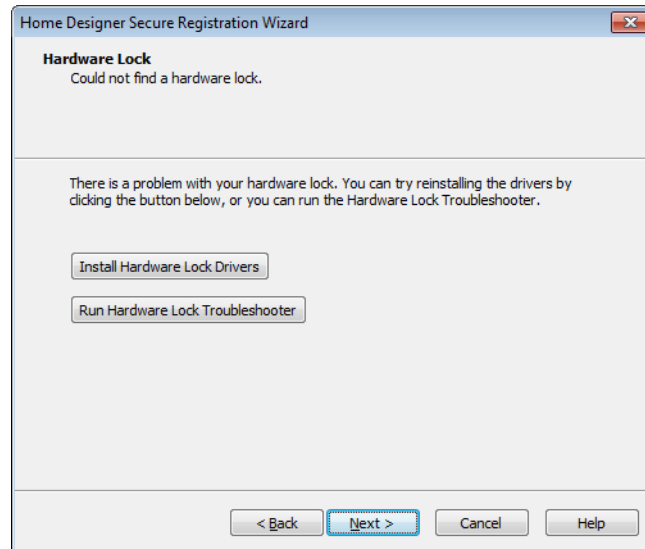 Home Designer Secure Registration Wizard
Hardware Lock
Could not find a hardware lock.
There is a problem with your hardware lock. You can try reinstalling the drivers by
clicking the button below, or you can run the Hardware Lock Troubleshooter.
Install Hardware Lock Drivers
Run Hardware Lock Troubleshooter
< Back Next > Cancel Help